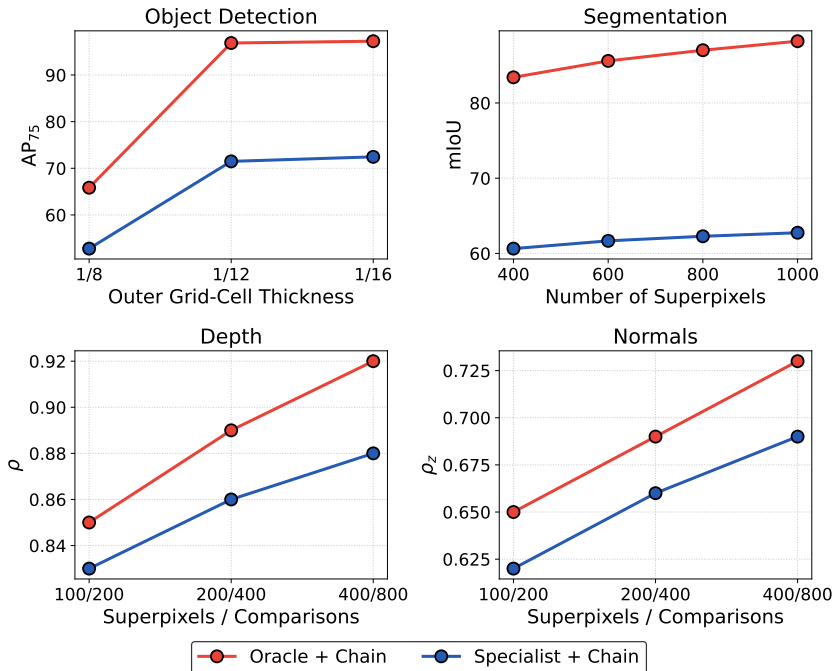 Object Detection
AP75
90
80
70
60
1/8 1/12 1/16
Outer Grid-Cell Thickness
Segmentation
mIoU
80
70
60
400 600 800 1000
Number of Superpixels
Depth
ρ
0.92
0.90
0.88
0.86
0.84
100/200 200/400 400/800
Superpixels / Comparisons
Normals
ρz
0.725
0.700
0.675
0.650
0.625
100/200 200/400 400/800
Superpixels / Comparisons
Oracle + Chain Specialist + Chain